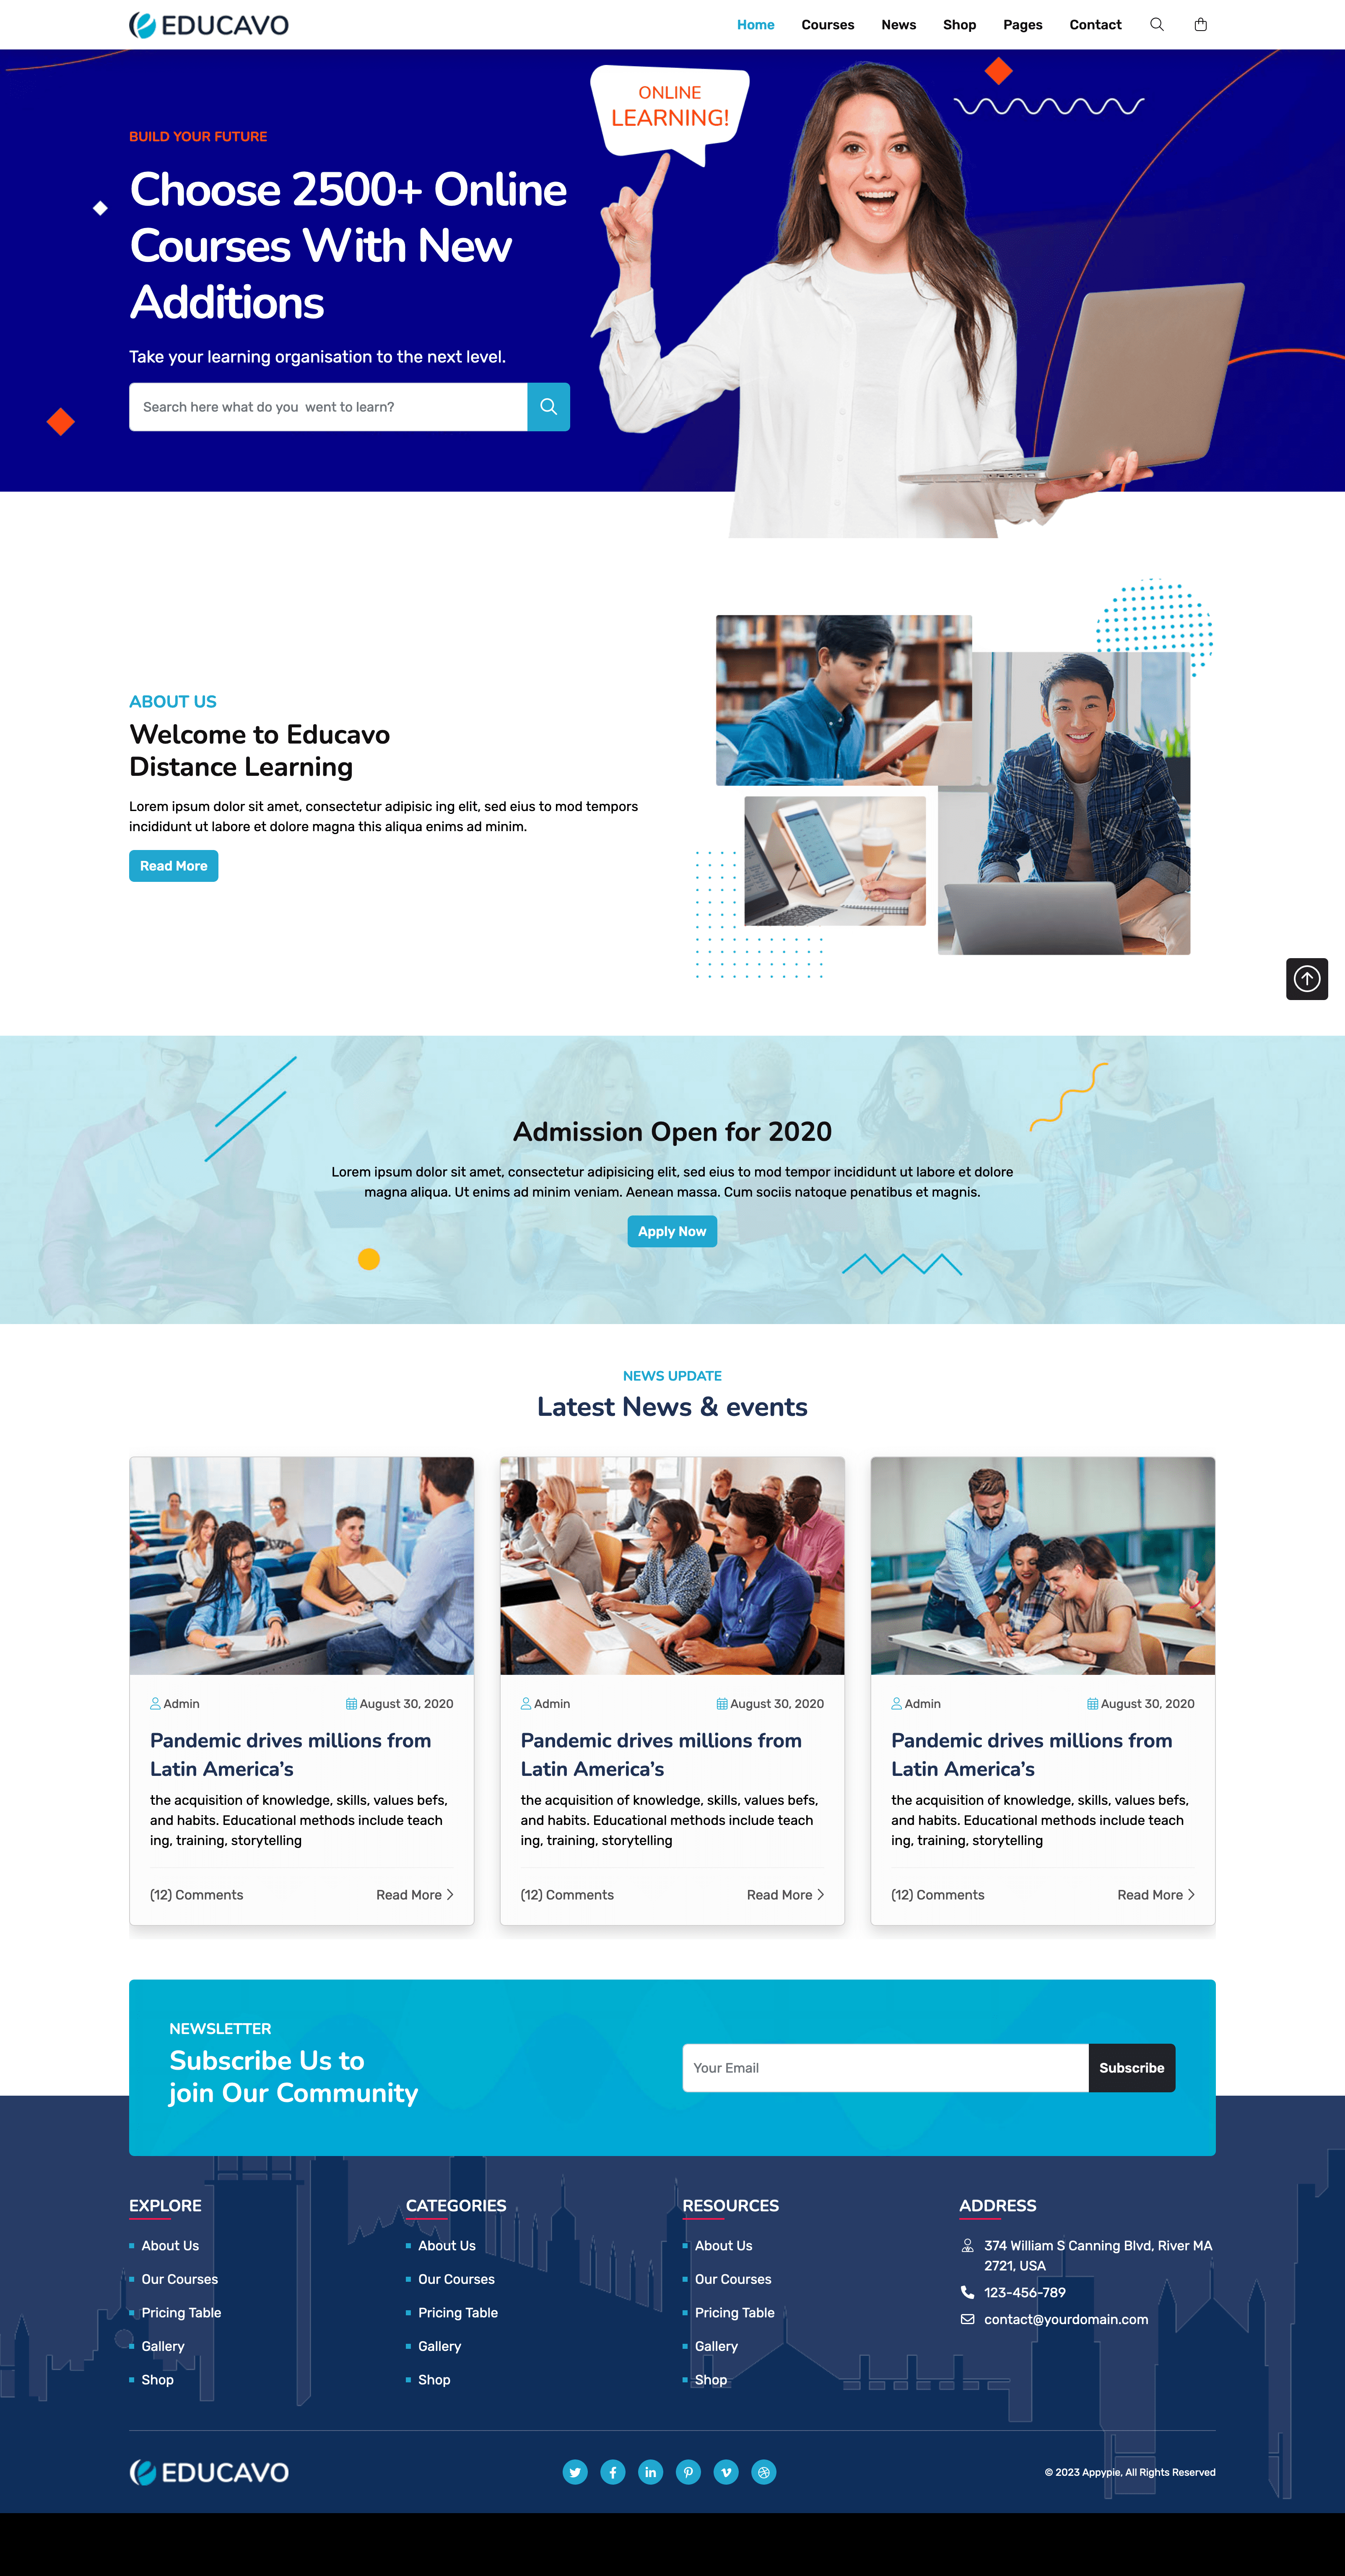 EDUCAVO
Home Courses News Shop Pages Contact
ONLINE
LEARNING!
BUILD YOUR FUTURE
Choose 2500+ Online
Courses With New
Additions
Take your learning organisation to the next level.
Search here what do you went to learn?
ABOUT US
Welcome to Educavo
Distance Learning
Lorem ipsum dolor sit amet, consectetur adipisic ing elit, sed eius to mod tempors
incididunt ut labore et dolore magna this aliqua enims ad minim.
Read More
Admission Open for 2020
Lorem ipsum dolor sit amet, consectetur adipisicing elit, sed eius to mod tempor incididunt ut labore et dolore
magna aliqua. Ut enims ad minim veniam. Aenean massa. Cum sociis natoque penatibus et magnis.
Apply Now
NEWS UPDATE
Latest News & events
Admin August 30, 2020
Pandemic drives millions from
Latin America’s
the acquisition of knowledge, skills, values befs,
and habits. Educational methods include teach
ing, training, storytelling
(12) Comments Read More
Admin August 30, 2020
Pandemic drives millions from
Latin America’s
the acquisition of knowledge, skills, values befs,
and habits. Educational methods include teach
ing, training, storytelling
(12) Comments Read More
Admin August 30, 2020
Pandemic drives millions from
Latin America’s
the acquisition of knowledge, skills, values befs,
and habits. Educational methods include teach
ing, training, storytelling
(12) Comments Read More
NEWSLETTER
Subscribe Us to
join Our Community
Your Email
Subscribe
EXPLORE
About Us
Our Courses
Pricing Table
Gallery
Shop
CATEGORIES
About Us
Our Courses
Pricing Table
Gallery
Shop
RESOURCES
About Us
Our Courses
Pricing Table
Gallery
Shop
ADDRESS
374 William S Canning Blvd, River MA
2721, USA
123-456-789
contact@yourdomain.com
EDUCAVO
© 2023 Appypie, All Rights Reserved